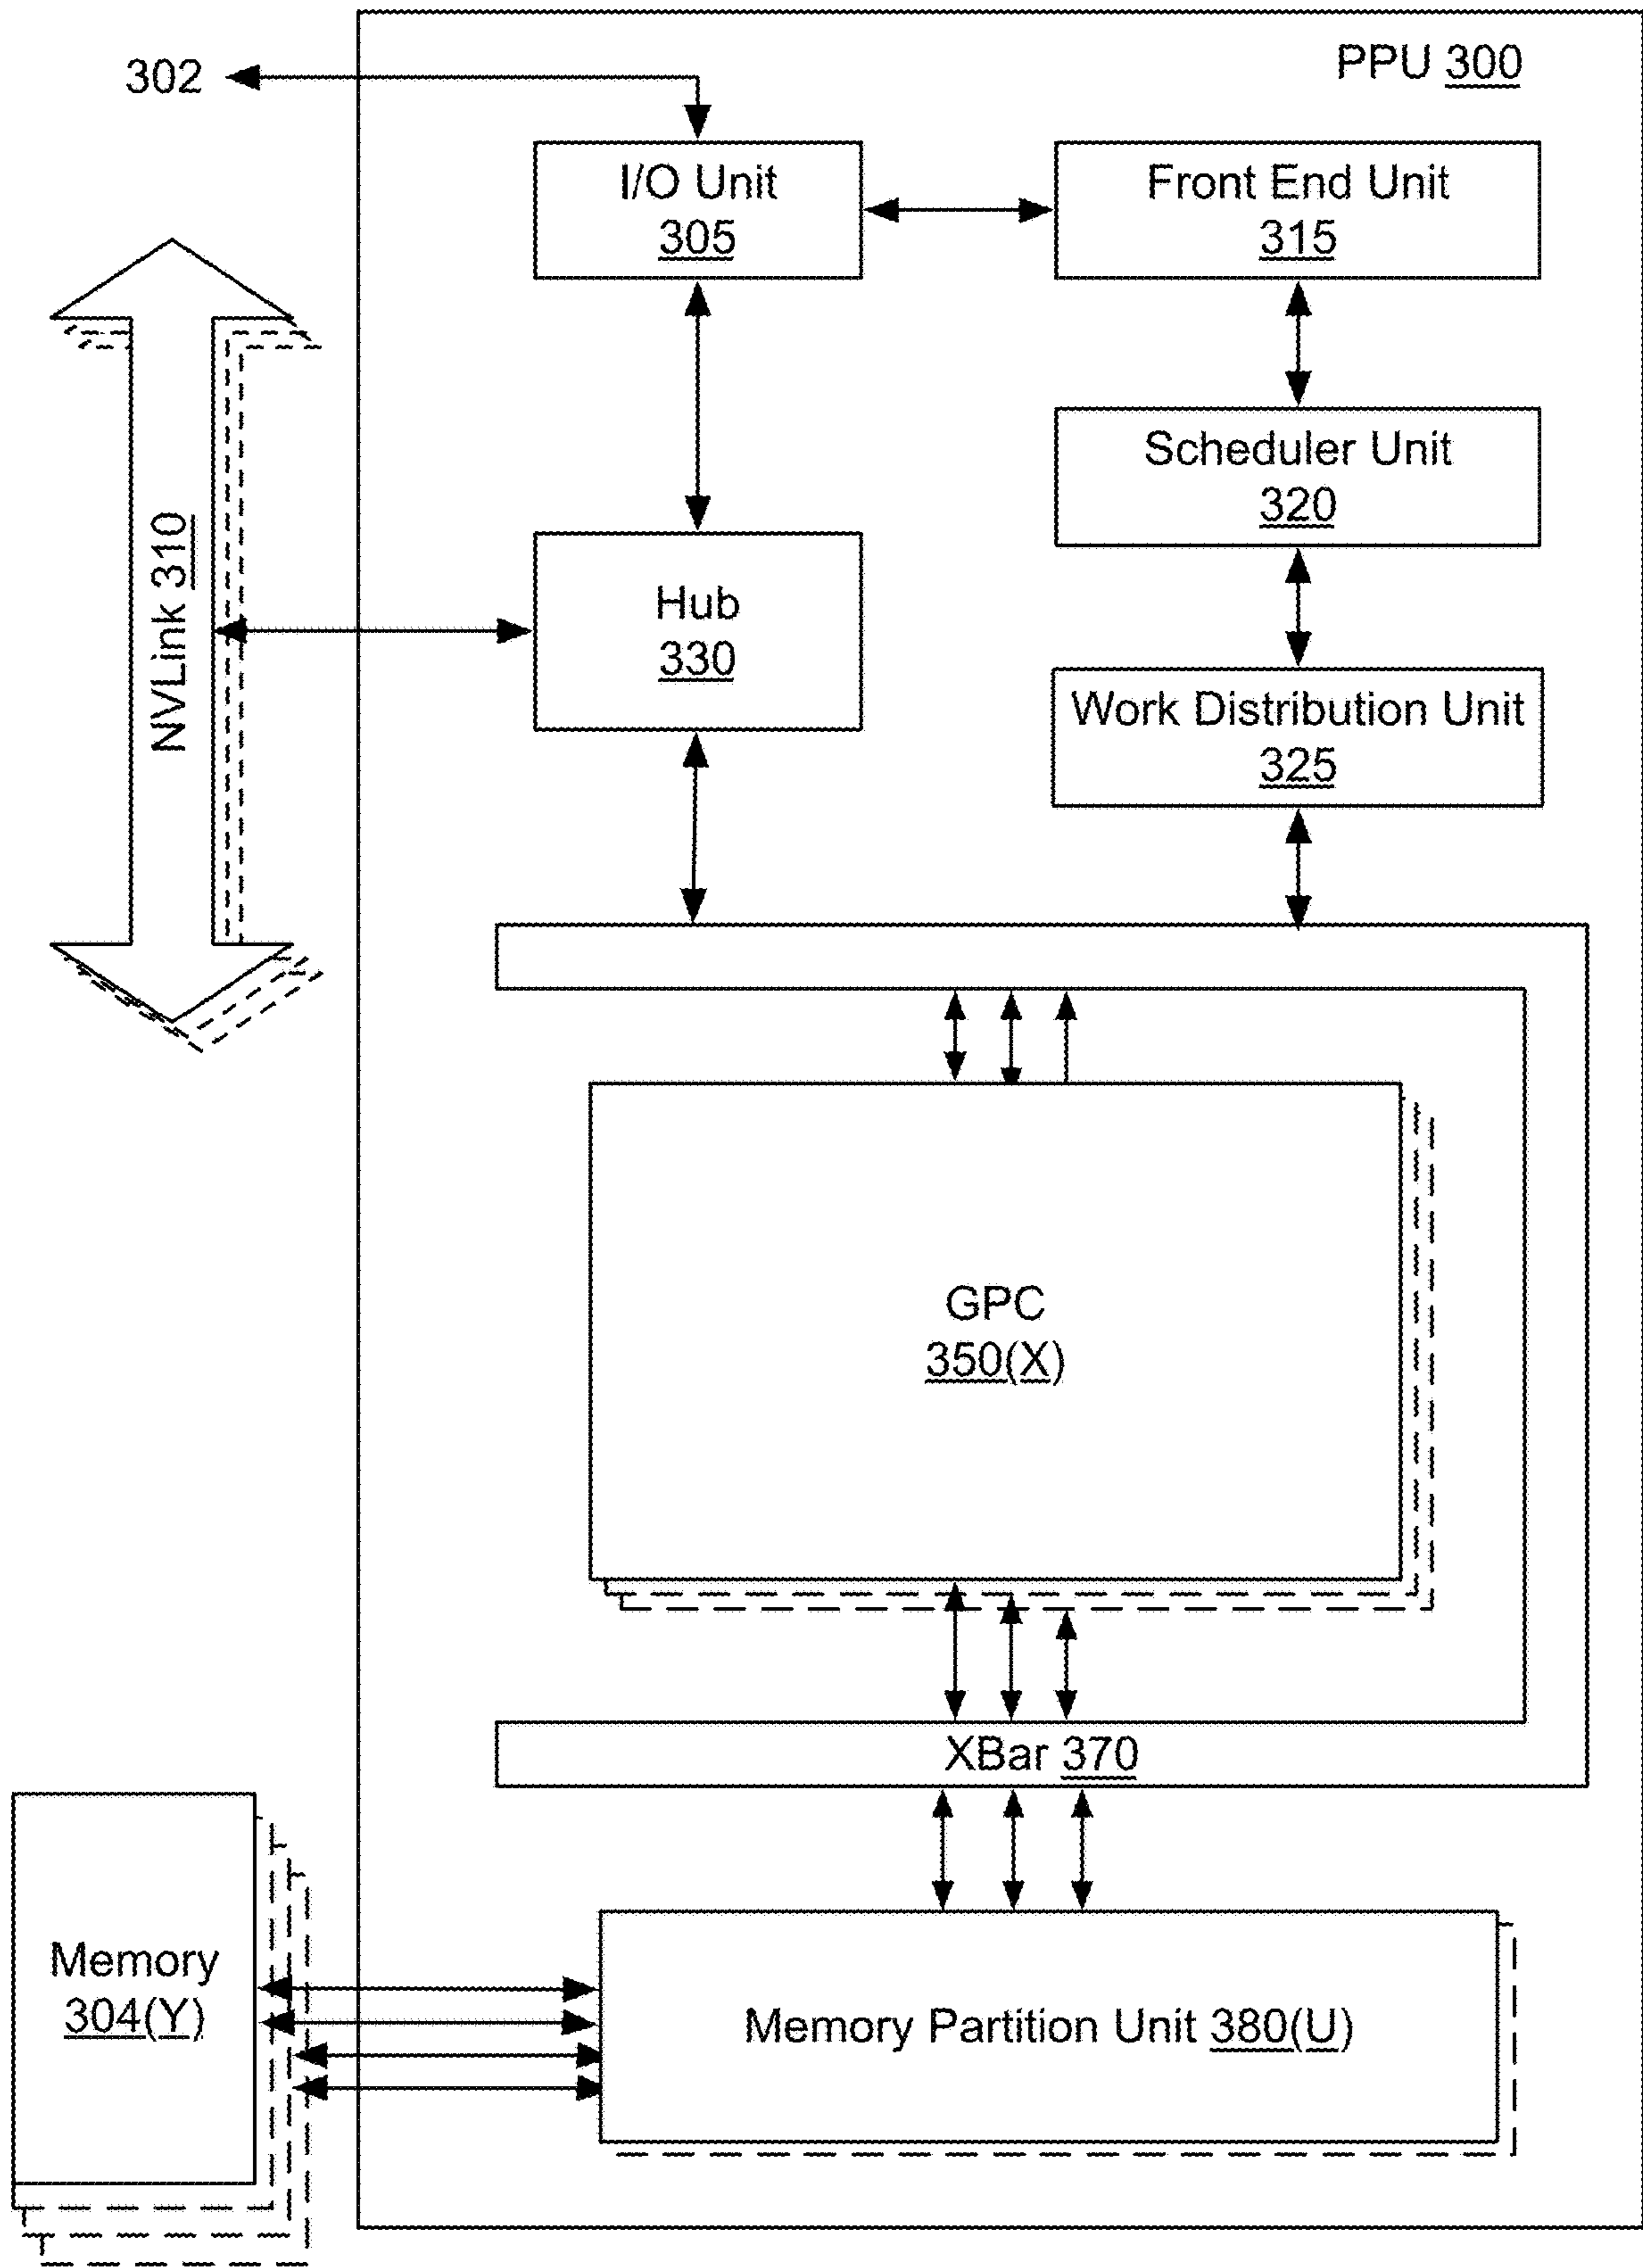 PPU 300
302
I/O Unit
305
Front End Unit
315
Scheduler Unit
320
NVLink 310
Hub
330
Work Distribution Unit
325
GPC
350(X)
XBar 370
Memory
304(Y)
Memory Partition Unit 380(U)